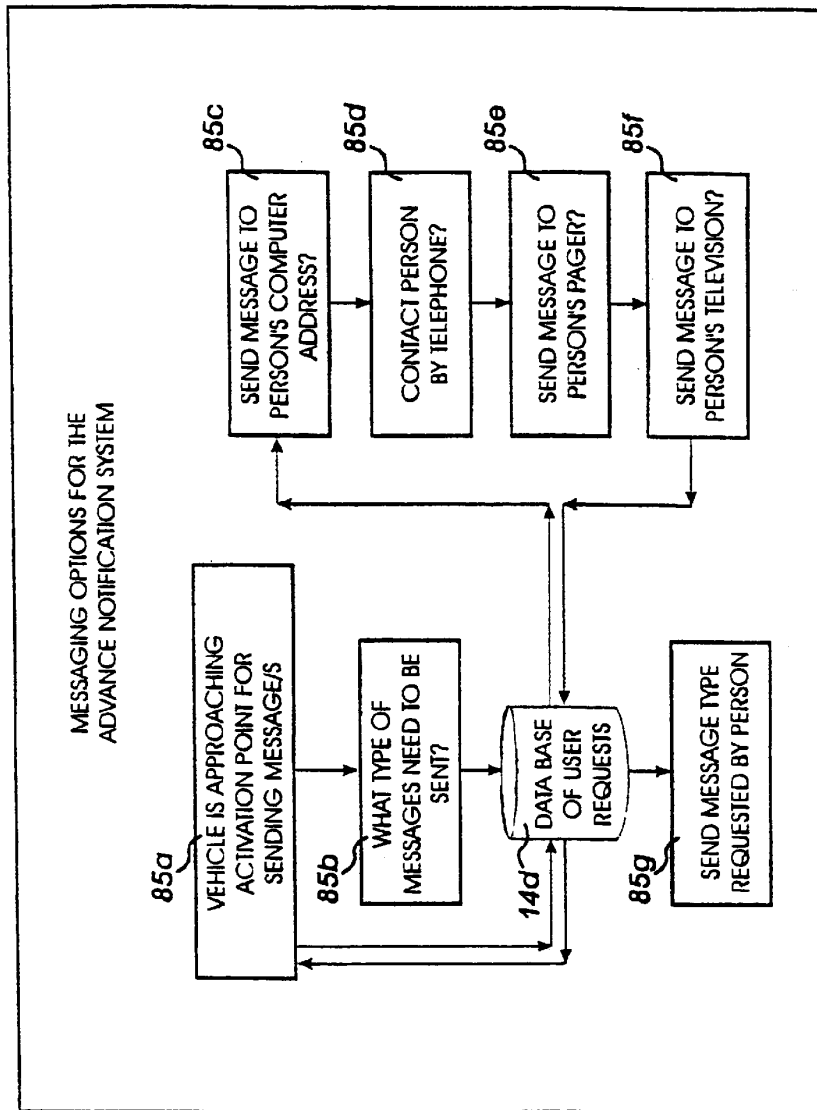 MESSAGING OPTIONS FOR THE
ADVANCE NOTIFICATION SYSTEM
85a
VEHICLE IS APPROACHING
ACTIVATION POINT FOR
SENDING MESSAGE/S
85b
WHAT TYPE OF
MESSAGES NEED TO BE
SENT?
14d
DATA BASE
OF USER
REQUESTS
85g
SEND MESSAGE TYPE
REQUESTED BY PERSON
85c
SEND MESSAGE TO
PERSON'S COMPUTER
ADDRESS?
85d
CONTACT PERSON
BY TELEPHONE?
85e
SEND MESSAGE TO
PERSON'S PAGER?
85f
SEND MESSAGE TO
PERSON'S TELEVISION?